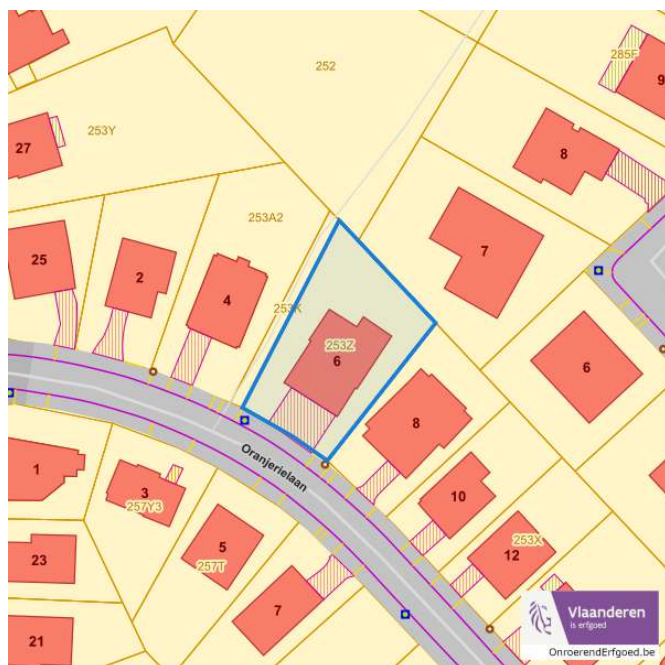 252
285F
9
253Y
27
8
253A2
7
25
2
4
253K
253Z
6
6
8
Oranjerielaan
1
3
257Y3
10
253X
12
5
257T
23
7
21
Vlaanderen
is erfgoed
OnroerendErfgoed.be